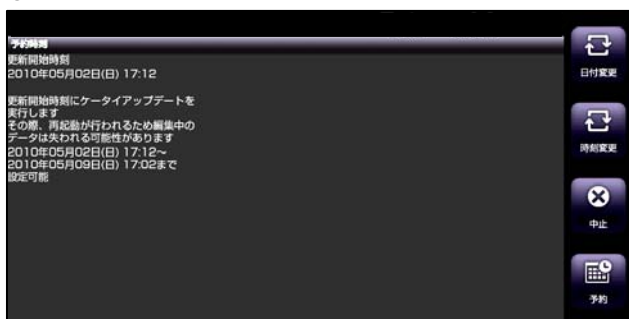 予約時刻
更新開始時刻
2010年05月02日(日) 17:12
更新開始時刻にケータイアップデートを
実行します
その際、再起動が行われるため編集中の
データは失われる可能性があります
2010年05月02日(日) 17:12～
2010年05月09日(日) 17:02まで
設定可能
日付変更
時刻変更
中止
予約